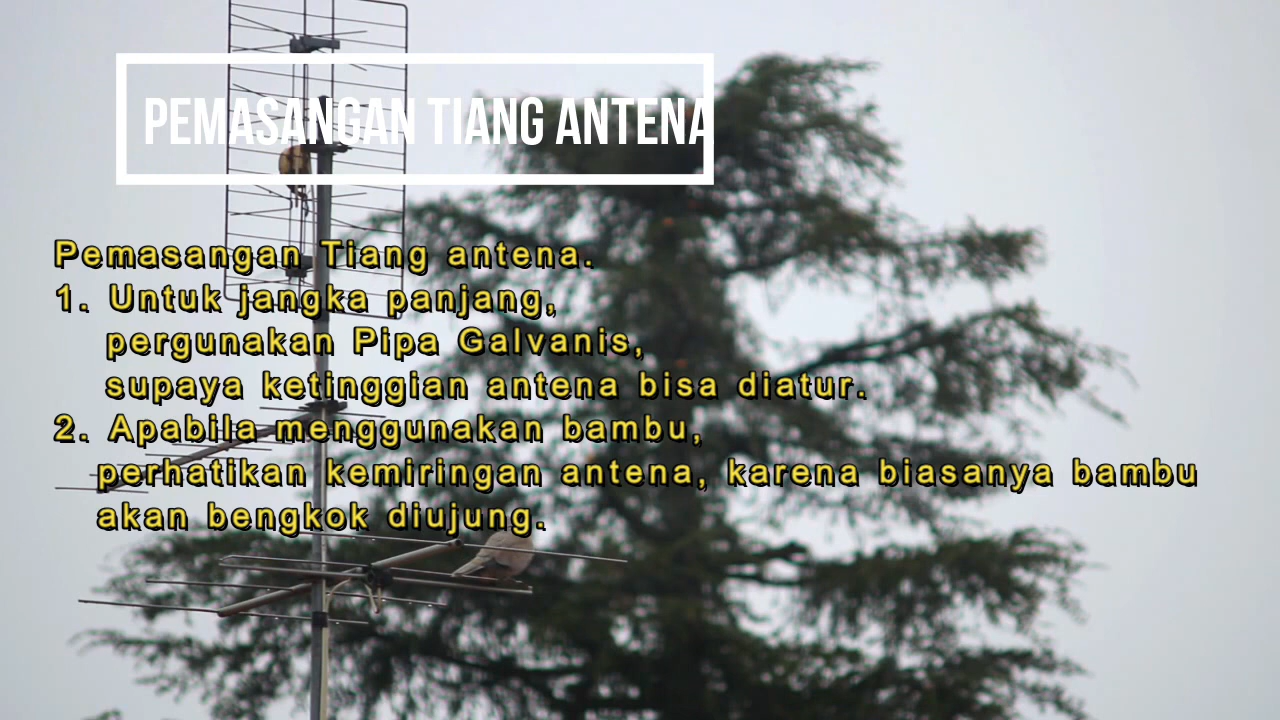 PEMASANGAN TIANG ANTENA
Pemasangan Tiang antena.
1. Untuk jangka panjang,
pergunakan Pipa Galvanis,
supaya ketinggian antena bisa diatur.
2. Apabila menggunakan bambu,
perhatikan kemiringan antena, karena biasanya bambu
akan bengkok diujung.